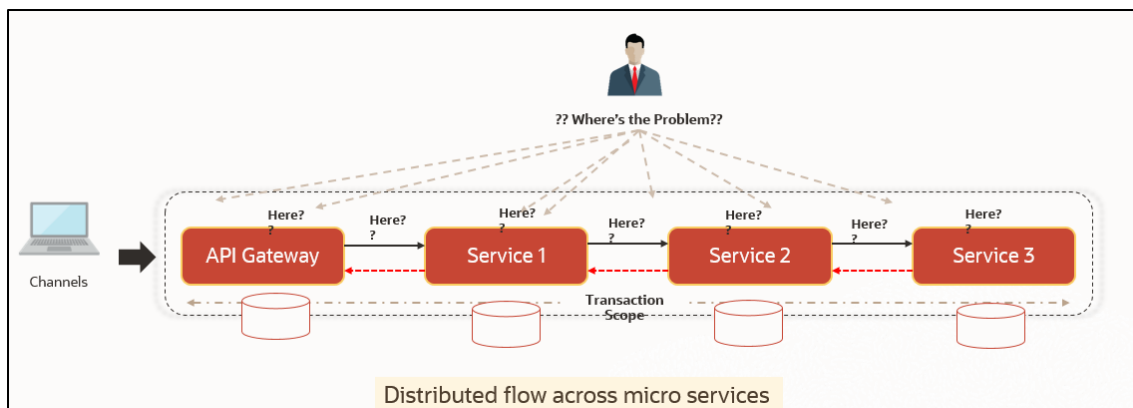 ?? Where's the Problem??
Here?
?
Here?
?
Here?
?
Here?
?
Here?
?
Here?
?
Here?
?
API Gateway
Service 1
Service 2
Service 3
Channels
Transaction
Scope
Distributed flow across micro services